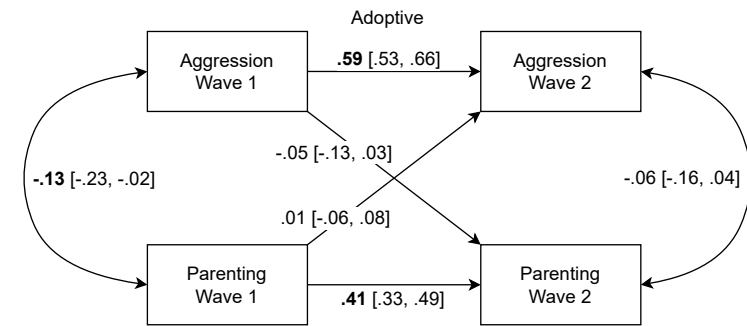 Adoptive
Aggression
Wave 1
.59 [.53, .66]
Aggression
Wave 2
-.05 [-.13, .03]
-.13 [-.23, -.02]
-.06 [-.16, .04]
.01 [-.06, .08]
Parenting
Wave 1
.41 [.33, .49]
Parenting
Wave 2